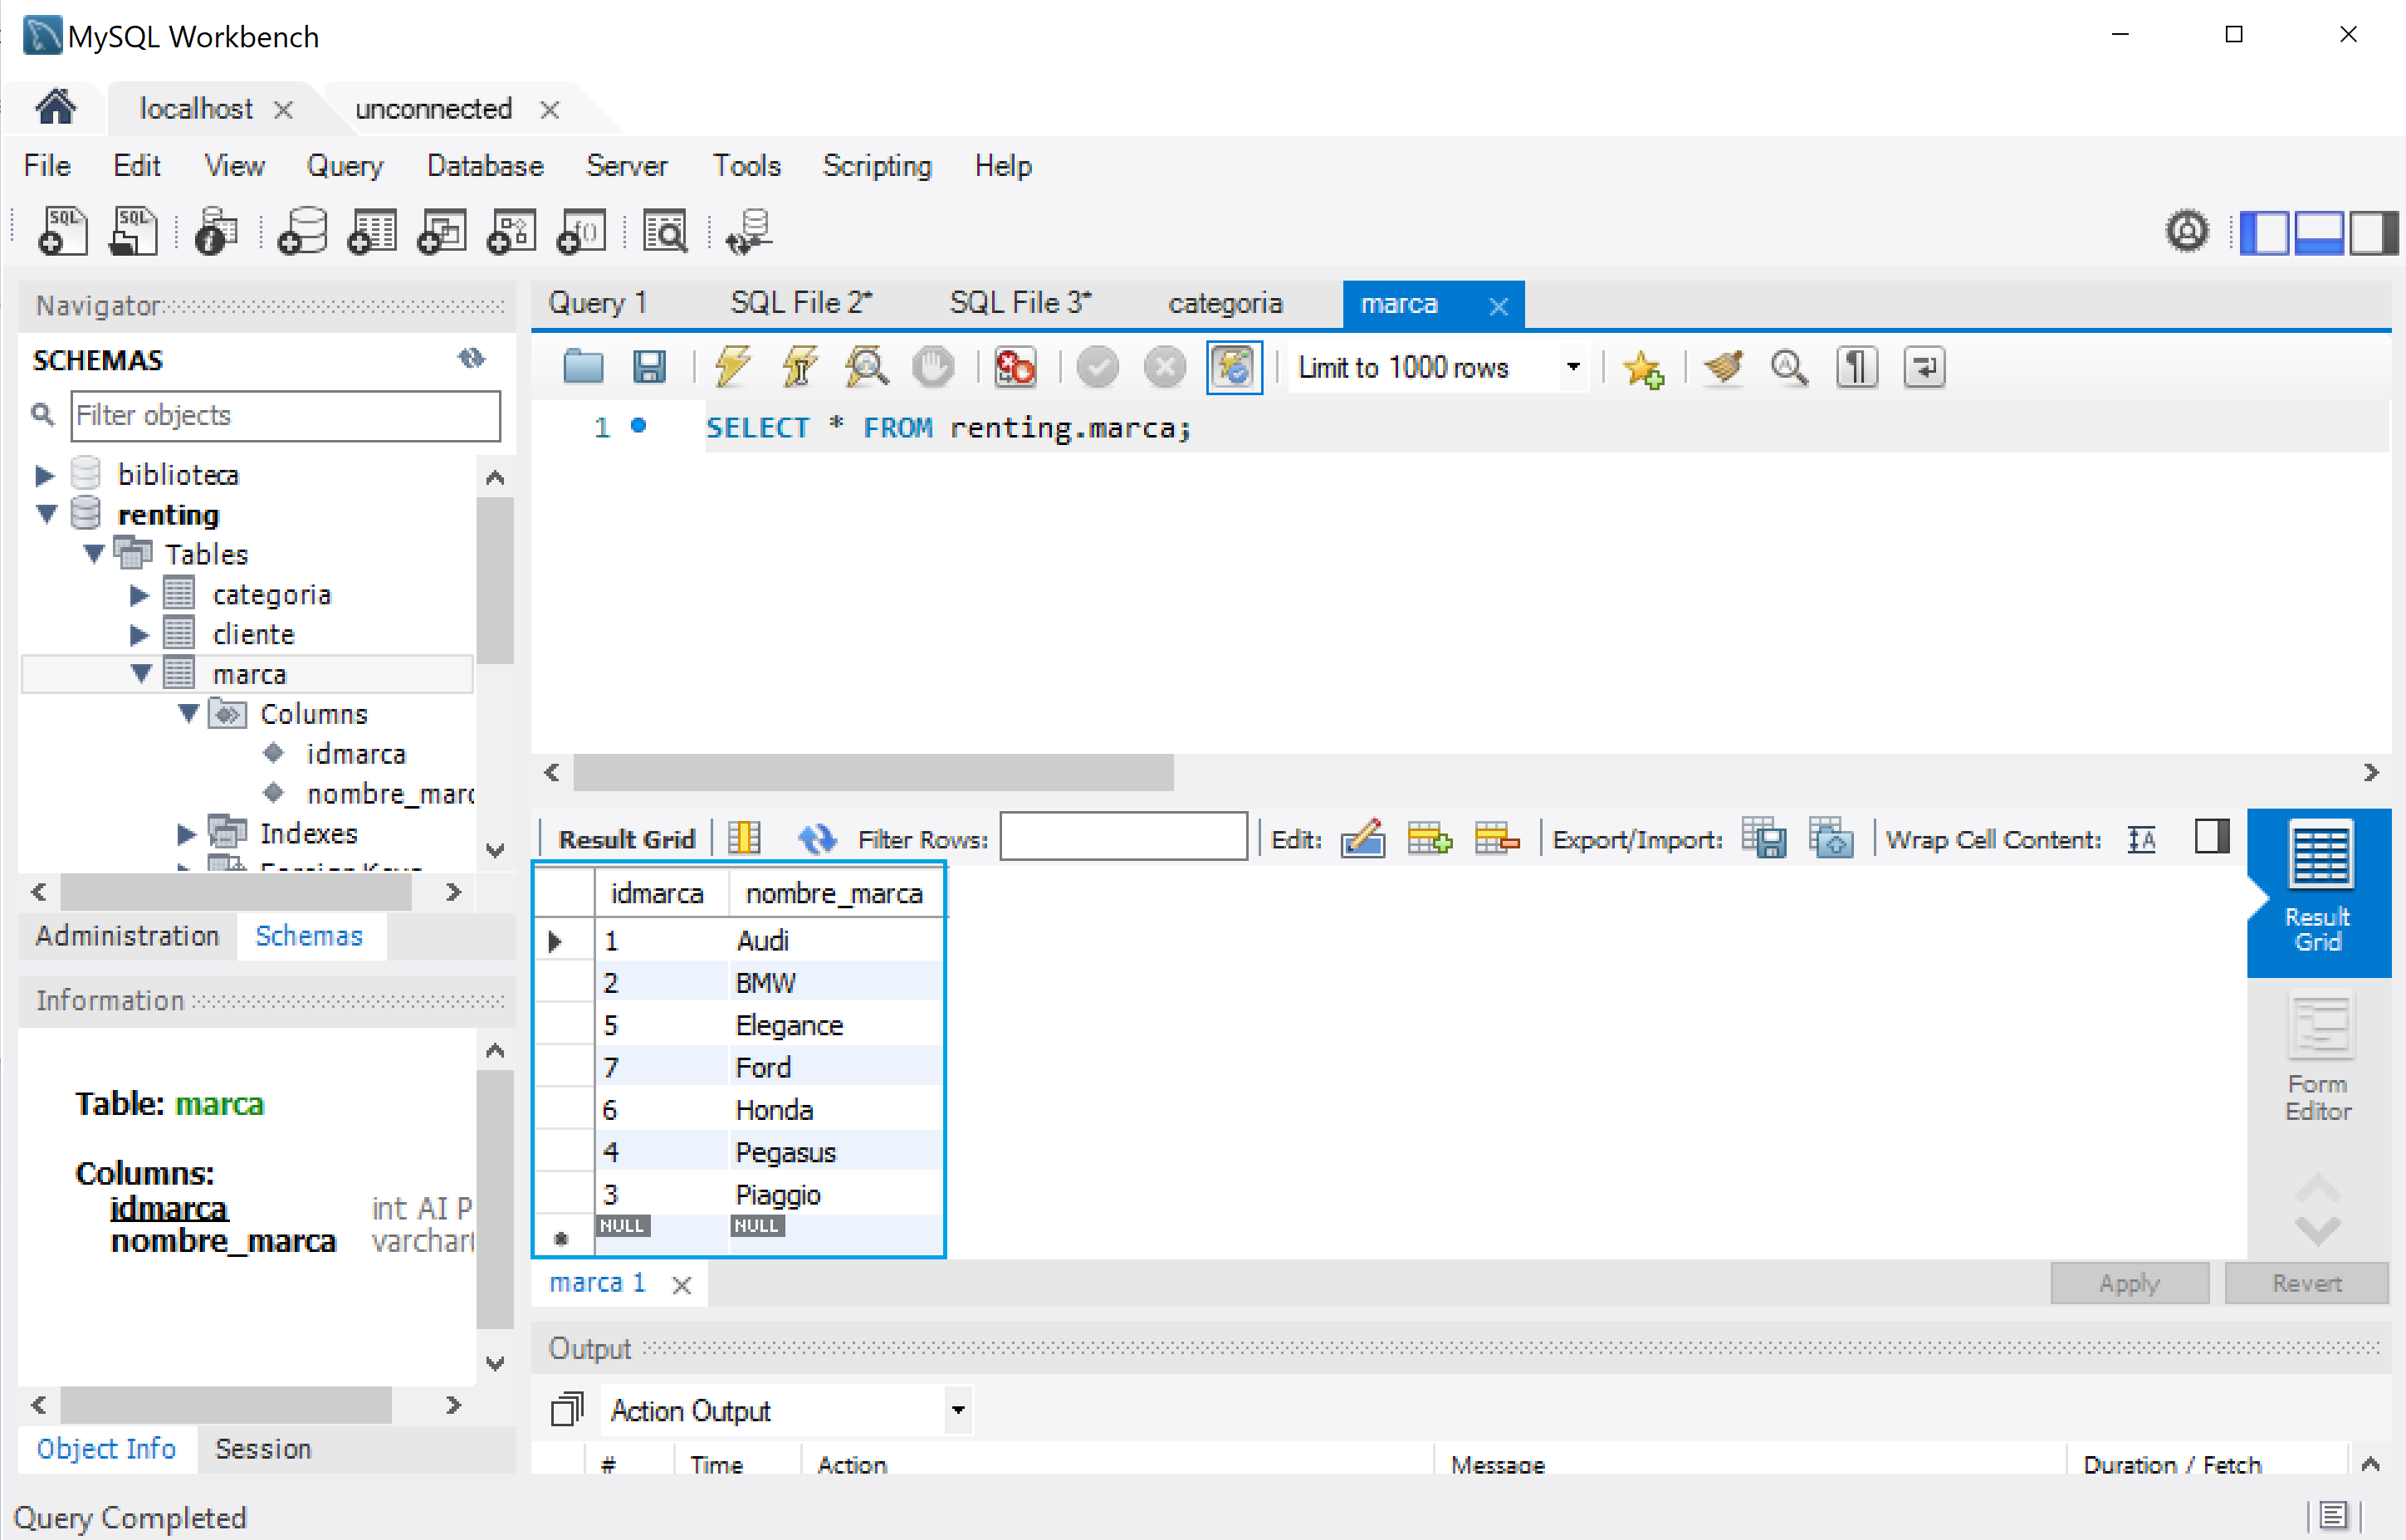 MySQL Workbench
localhost
unconnected
File Edit View Query Database Server Tools Scripting Help
Navigator
SCHEMAS
Filter objects
biblioteca
renting
Tables
categoria
cliente
marca
Columns
idmarca
nombre_marc
Indexes
Administration Schemas
Information
Table: marca
Columns:
idmarca int AI P
nombre_marca varchar(
Object Info Session
Query 1 SQL File 2* SQL File 3* categoria marca
Limit to 1000 rows
1 SELECT * FROM renting.marca;
Result Grid Filter Rows: Edit: Export/Import: Wrap Cell Content:
idmarca nombre_marca
1 Audi
2 BMW
5 Elegance
7 Ford
6 Honda
4 Pegasus
3 Piaggio
NULL NULL
Result
Grid
Form
Editor
marca 1
Apply Revert
Output
Action Output
# Time Action Message Duration / Fetch
Query Completed